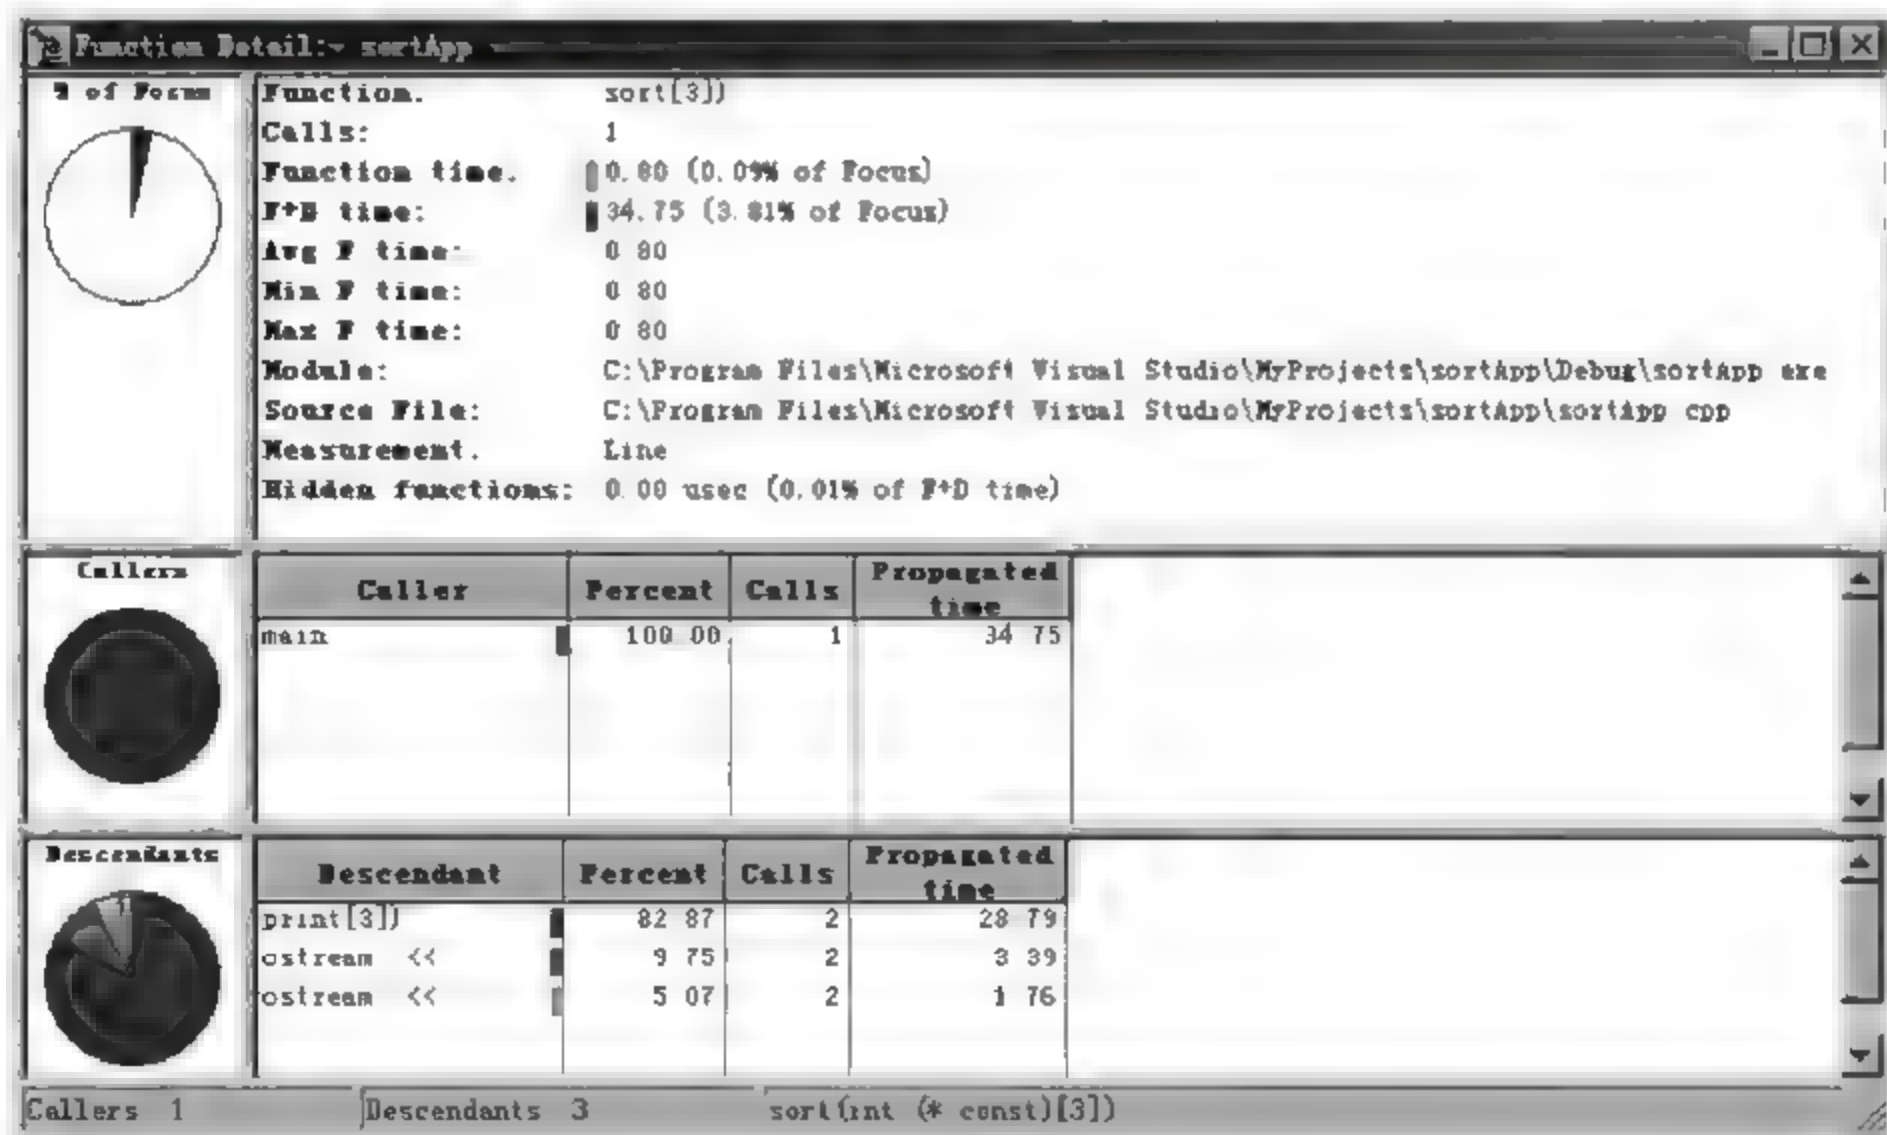 Function Detail:- sortApp
% of Focus
Function. sort[3])
Calls: 1
Function time. 0.80 (0.09% of Focus)
F+D time: 34.75 (3.81% of Focus)
Avg F time: 0 80
Min F time: 0 80
Max F time: 0 80
Module: C:\Program Files\Microsoft Visual Studio\MyProjects\sortApp\Debug\sortApp exe
Source File: C:\Program Files\Microsoft Visual Studio\MyProjects\sortApp\sortApp cpp
Measurement. Line
Hidden functions: 0.00 usec (0.01% of F+D time)
Callers
Caller Percent Calls Propagated time
main 100 00 1 34 75
Descendants
Descendant Percent Calls Propagated time
print[3]) 82 87 2 28 79
ostream << 9 75 2 3 39
ostream << 5 07 2 1 76
Callers 1 Descendants 3 sort(int (* const)[3])